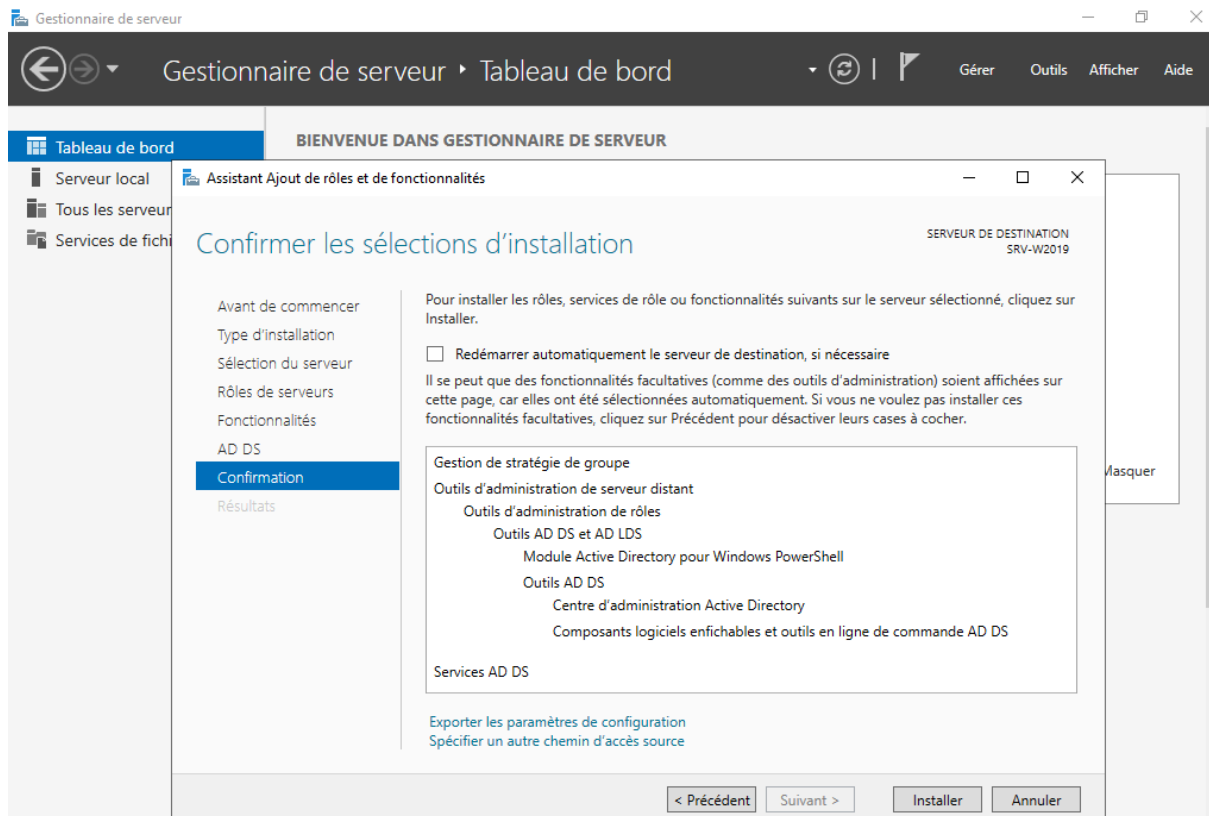 Gestionnaire de serveur
Gestionnaire de serveur • Tableau de bord
Gérer Outils Afficher Aide
Tableau de bord
Serveur local
Tous les serveur
Services de fichi
BIENVENUE DANS GESTIONNAIRE DE SERVEUR
Masquer
Assistant Ajout de rôles et de fonctionnalités
Confirmer les sélections d'installation
SERVEUR DE DESTINATION
SRV-W2019
Avant de commencer
Type d'installation
Sélection du serveur
Rôles de serveurs
Fonctionnalités
AD DS
Confirmation
Résultats
Pour installer les rôles, services de rôle ou fonctionnalités suivants sur le serveur sélectionné, cliquez sur
Installer.
Redémarrer automatiquement le serveur de destination, si nécessaire
Il se peut que des fonctionnalités facultatives (comme des outils d'administration) soient affichées sur
cette page, car elles ont été sélectionnées automatiquement. Si vous ne voulez pas installer ces
fonctionnalités facultatives, cliquez sur Précédent pour désactiver leurs cases à cocher.
Gestion de stratégie de groupe
Outils d'administration de serveur distant
Outils d'administration de rôles
Outils AD DS et AD LDS
Module Active Directory pour Windows PowerShell
Outils AD DS
Centre d'administration Active Directory
Composants logiciels enfichables et outils en ligne de commande AD DS
Services AD DS
Exporter les paramètres de configuration
Spécifier un autre chemin d'accès source
< Précédent Suivant > Installer Annuler